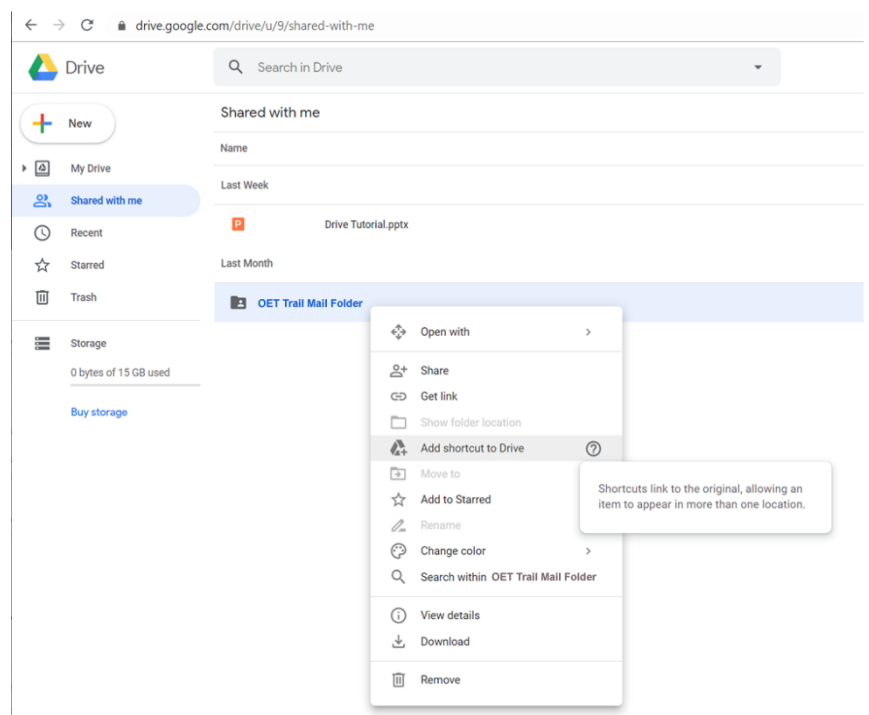 drive.google.com/drive/u/9/shared-with-me
Drive
Search in Drive
New
Shared with me
Name
My Drive
Last Week
Shared with me
P
Drive Tutorial.pptx
Recent
Last Month
Starred
Trash
OET Trail Mail Folder
Open with
Storage
0 bytes of 15 GB used
Buy storage
Share
Get link
Show folder location
Add shortcut to Drive
Move to
Shortcuts link to the original, allowing an
item to appear in more than one location.
Add to Starred
Rename
Change color
Search within OET Trail Mail Folder
View details
Download
Remove